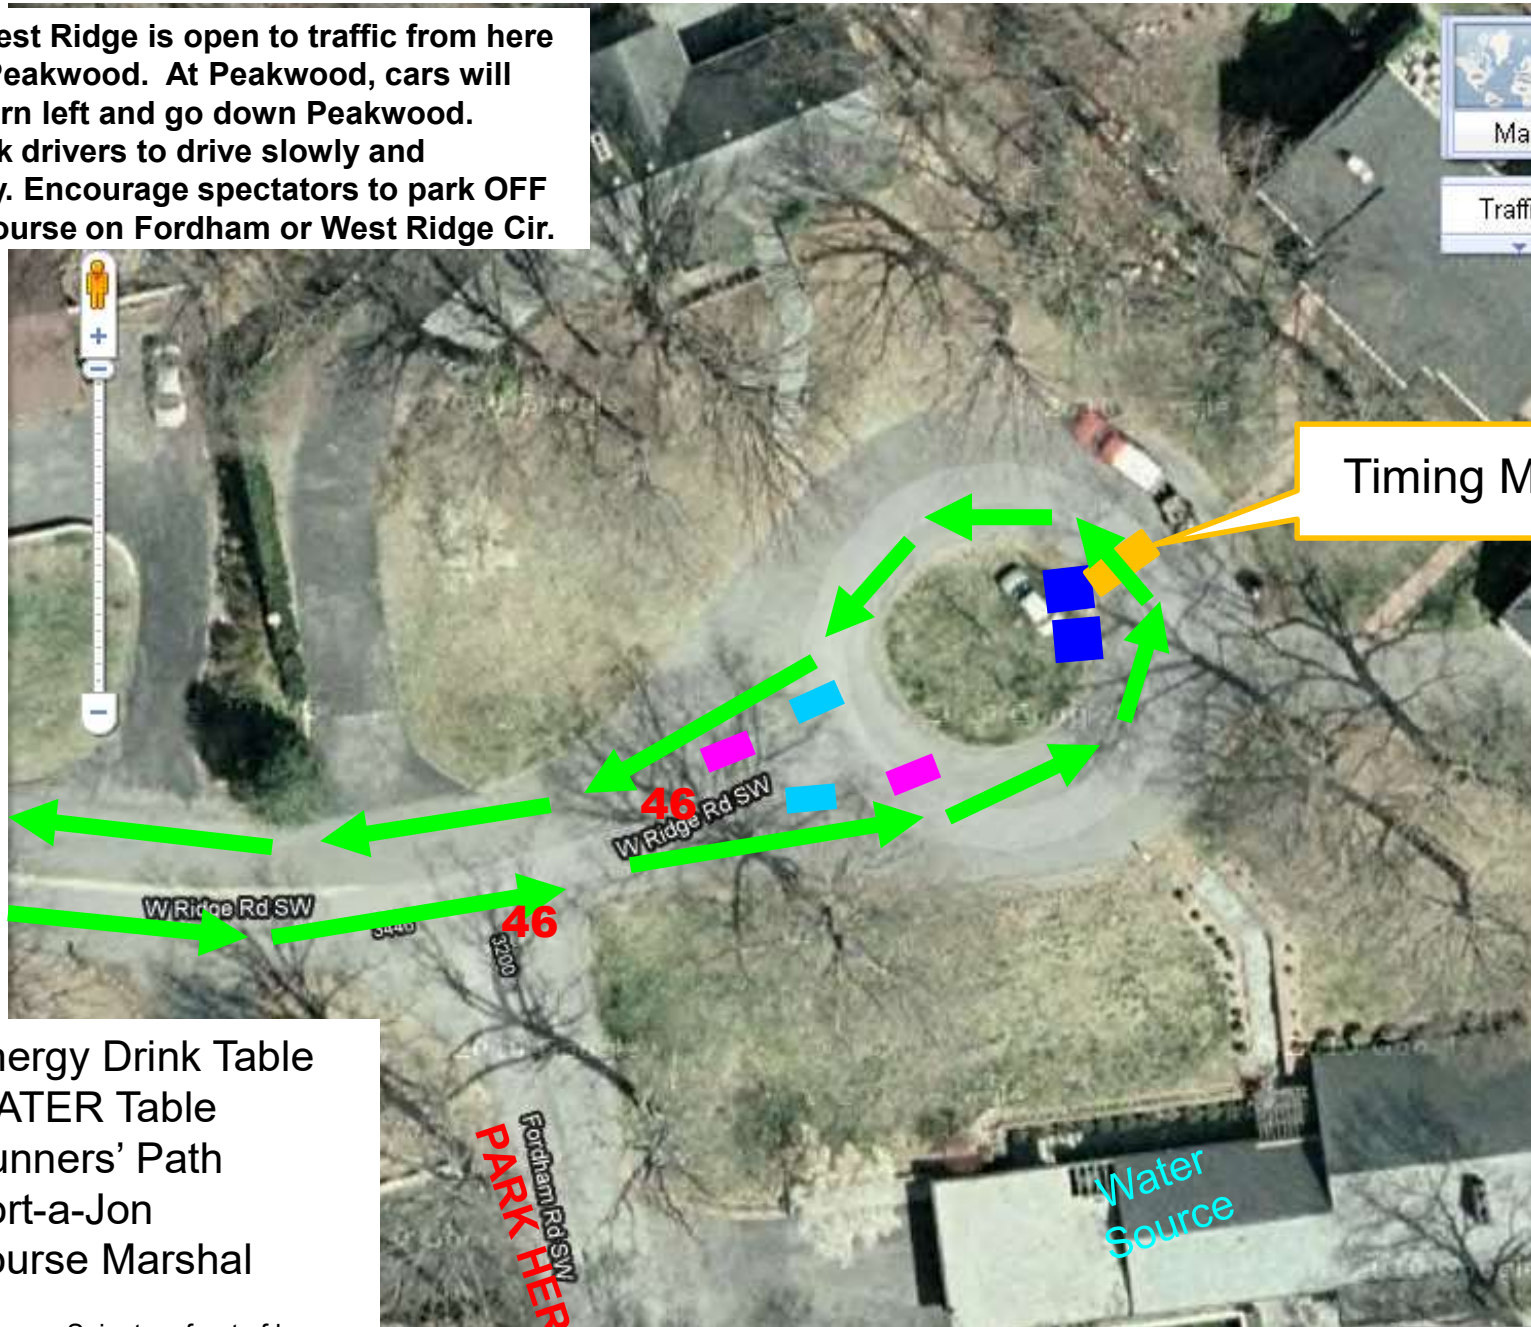 est Ridge is open to traffic from here
Peakwood. At Peakwood, cars will
rn left and go down Peakwood.
k drivers to drive slowly and
y. Encourage spectators to park OFF
ourse on Fordham or West Ridge Cir.
Ma
Traffi
Timing M
46
W Ridge Rd SW
W Ridge Rd SW
46
3200
nergy Drink Table
ATER Table
unners’ Path
ort-a-Jon
ourse Marshal
Fordham Rd SW
PARK HER
Water
Source